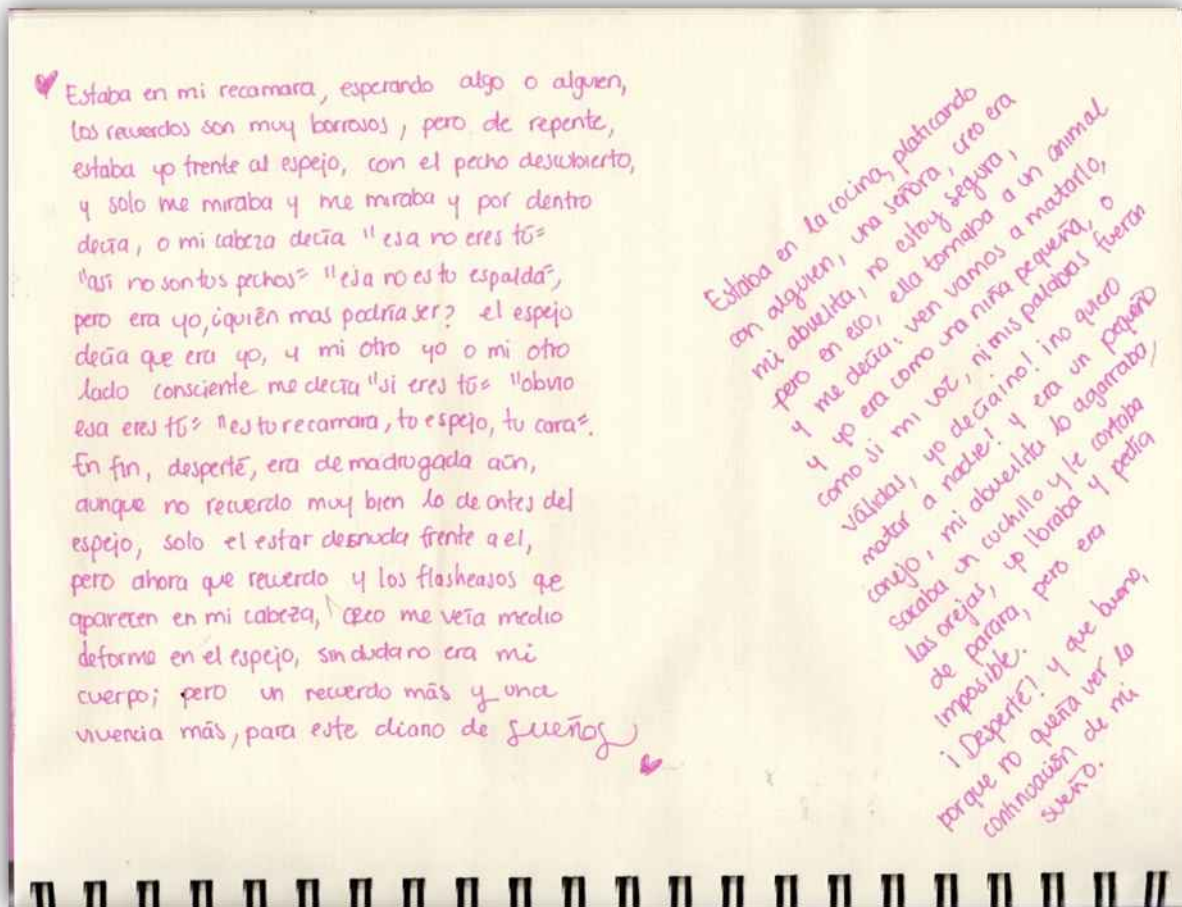 Estaba en mi recamara, esperando algo o alguien,
los recuerdos son muy borrosos, pero de repente,
estaba yo frente al espejo, con el pecho descubierto,
y solo me miraba y me miraba y por dentro
decía, o mi cabeza decía "esa no eres tú"
"así no son tus pechos" "esa no es tu espalda",
pero era yo, ¿quién mas podría ser? el espejo
decía que era yo, y mi otro yo o mi otro
lado consciente me decía "si eres tú" "obvio
esa eres tú" "es tu recamara, tu espejo, tu cara".
En fin, desperté, era de madrugada aún,
aunque no recuerdo muy bien lo de antes del
espejo, solo el estar desnuda frente a el,
pero ahora que recuerdo y los flasheasos qe
aparecen en mi cabeza, creo me veía medio
deforme en el espejo, sin duda no era mi
cuerpo; pero un recuerdo más y una
vivencia más, para este diario de sueños
Estaba en la cocina, platicando
con alguien, una señora, creo era
mi abuelita, no estoy segura,
pero en eso, ella tomaba a un animal
y me decía: ven vamos a matarlo,
y yo era como una niña pequeña, o
como si mi voz, ni mis palabras fueran
válidas, yo decía ¡no! ¡no quiero
matar a nadie! y era un pequeño
conejo, mi abuelita lo agarraba,
sacaba un cuchillo y le cortaba
las orejas, yo lloraba y pedía
de parara, pero era
imposible.
¡Desperté! y que bueno,
porque no quería ver la
continuación de mi
sueño.